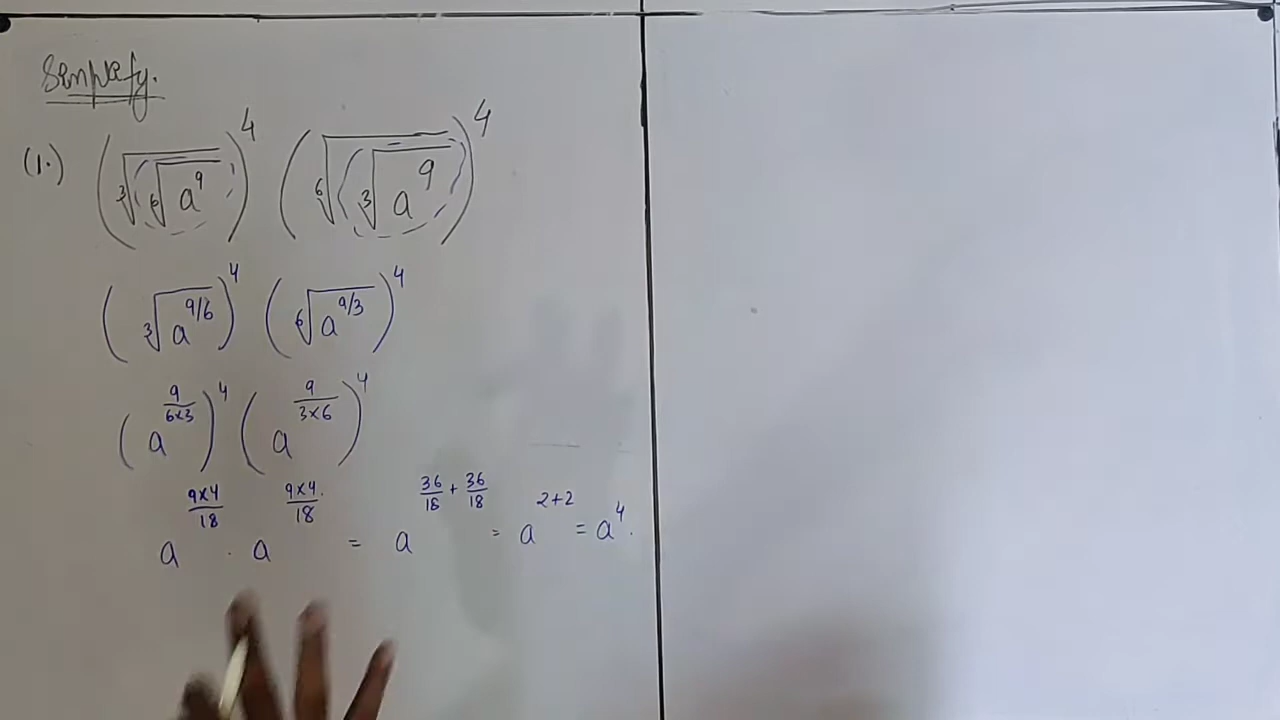 Simplify.
(1.) (∛(⁶√a⁹))⁴ (⁶√(∛a⁹))⁴
(∛a^(9/6))⁴ (⁶√a^(9/3))⁴
(a^(9/(6×3)))⁴ (a^(9/(3×6)))⁴
a^((9×4)/18) · a^((9×4)/18) = a^(36/18 + 36/18) = a^(2+2) = a⁴.